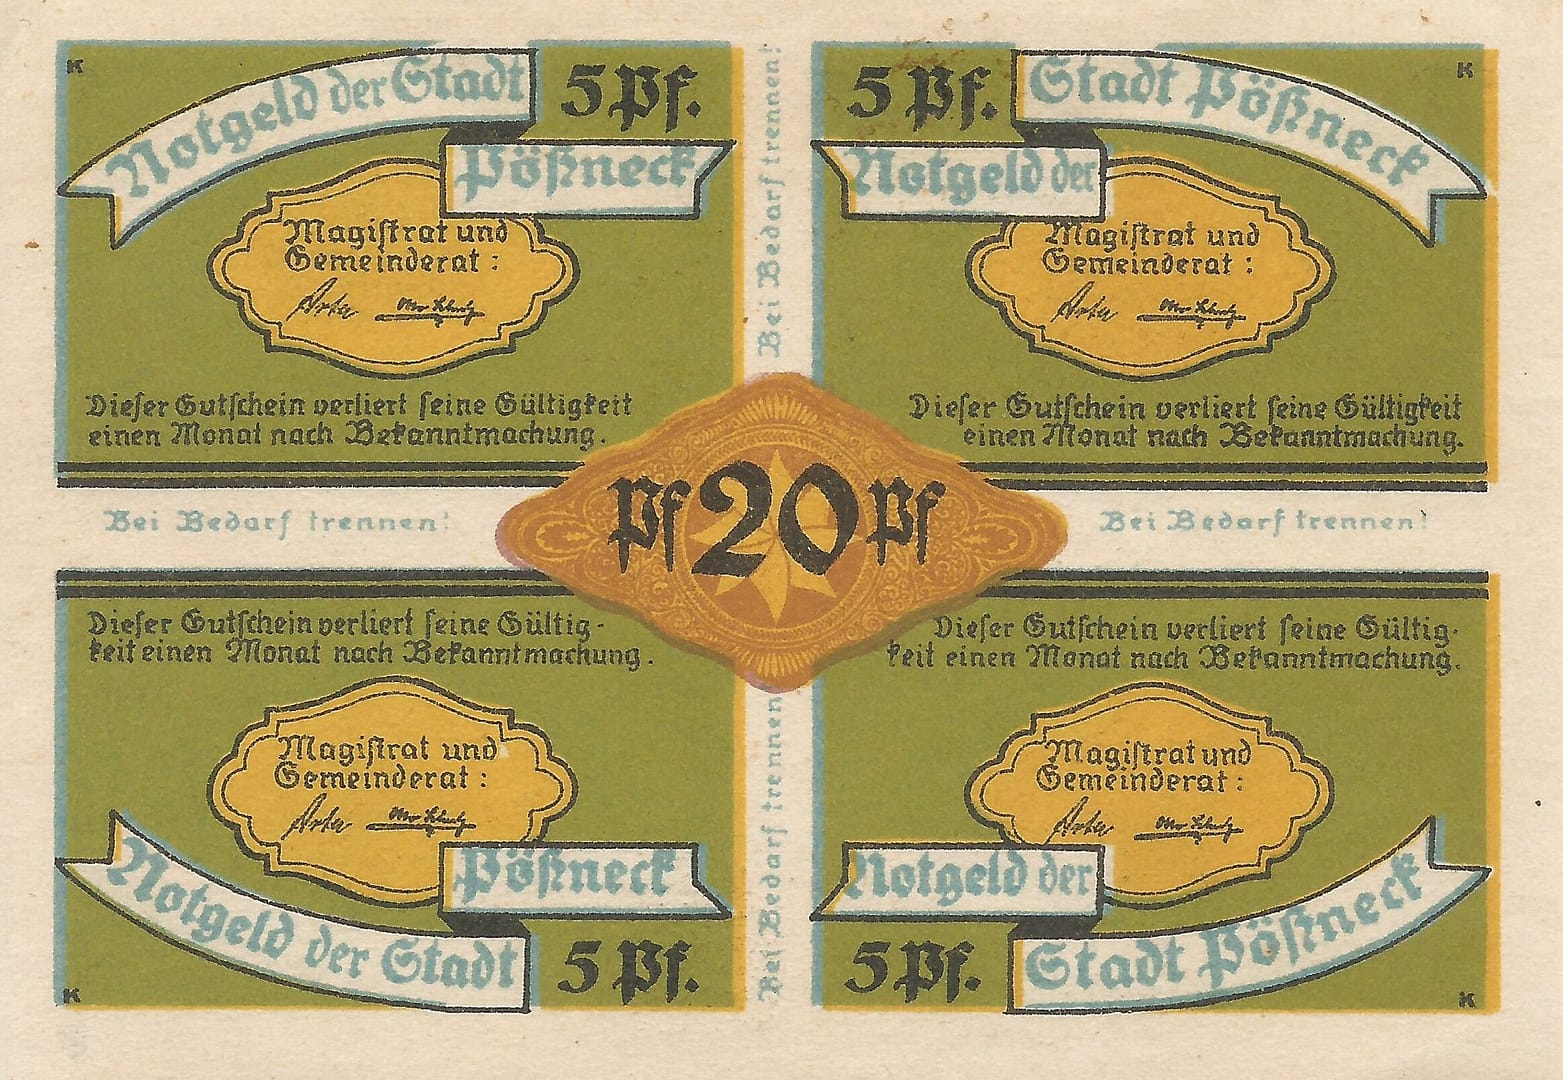 K
Notgeld der Stadt
Pößneck
5 Pf.
Magistrat und
Gemeinderat :
Dieser Gutschein verliert seine Gültigkeit
einen Monat nach Bekanntmachung.
5 Pf.
Notgeld der
Stadt Pößneck
K
Magistrat und
Gemeinderat :
Dieser Gutschein verliert seine Gültigkeit
einen Monat nach Bekanntmachung.
Bei Bedarf trennen!
Bei Bedarf trennen!
Pf 20 Pf
Bei Bedarf trennen!
Dieser Gutschein verliert seine Gültig-
keit einen Monat nach Bekanntmachung.
Magistrat und
Gemeinderat :
Notgeld der Stadt
Pößneck
5 Pf.
K
Dieser Gutschein verliert seine Gültig-
keit einen Monat nach Bekanntmachung.
Magistrat und
Gemeinderat :
Notgeld der
Stadt Pößneck
5 Pf.
K
Bei Bedarf trennen